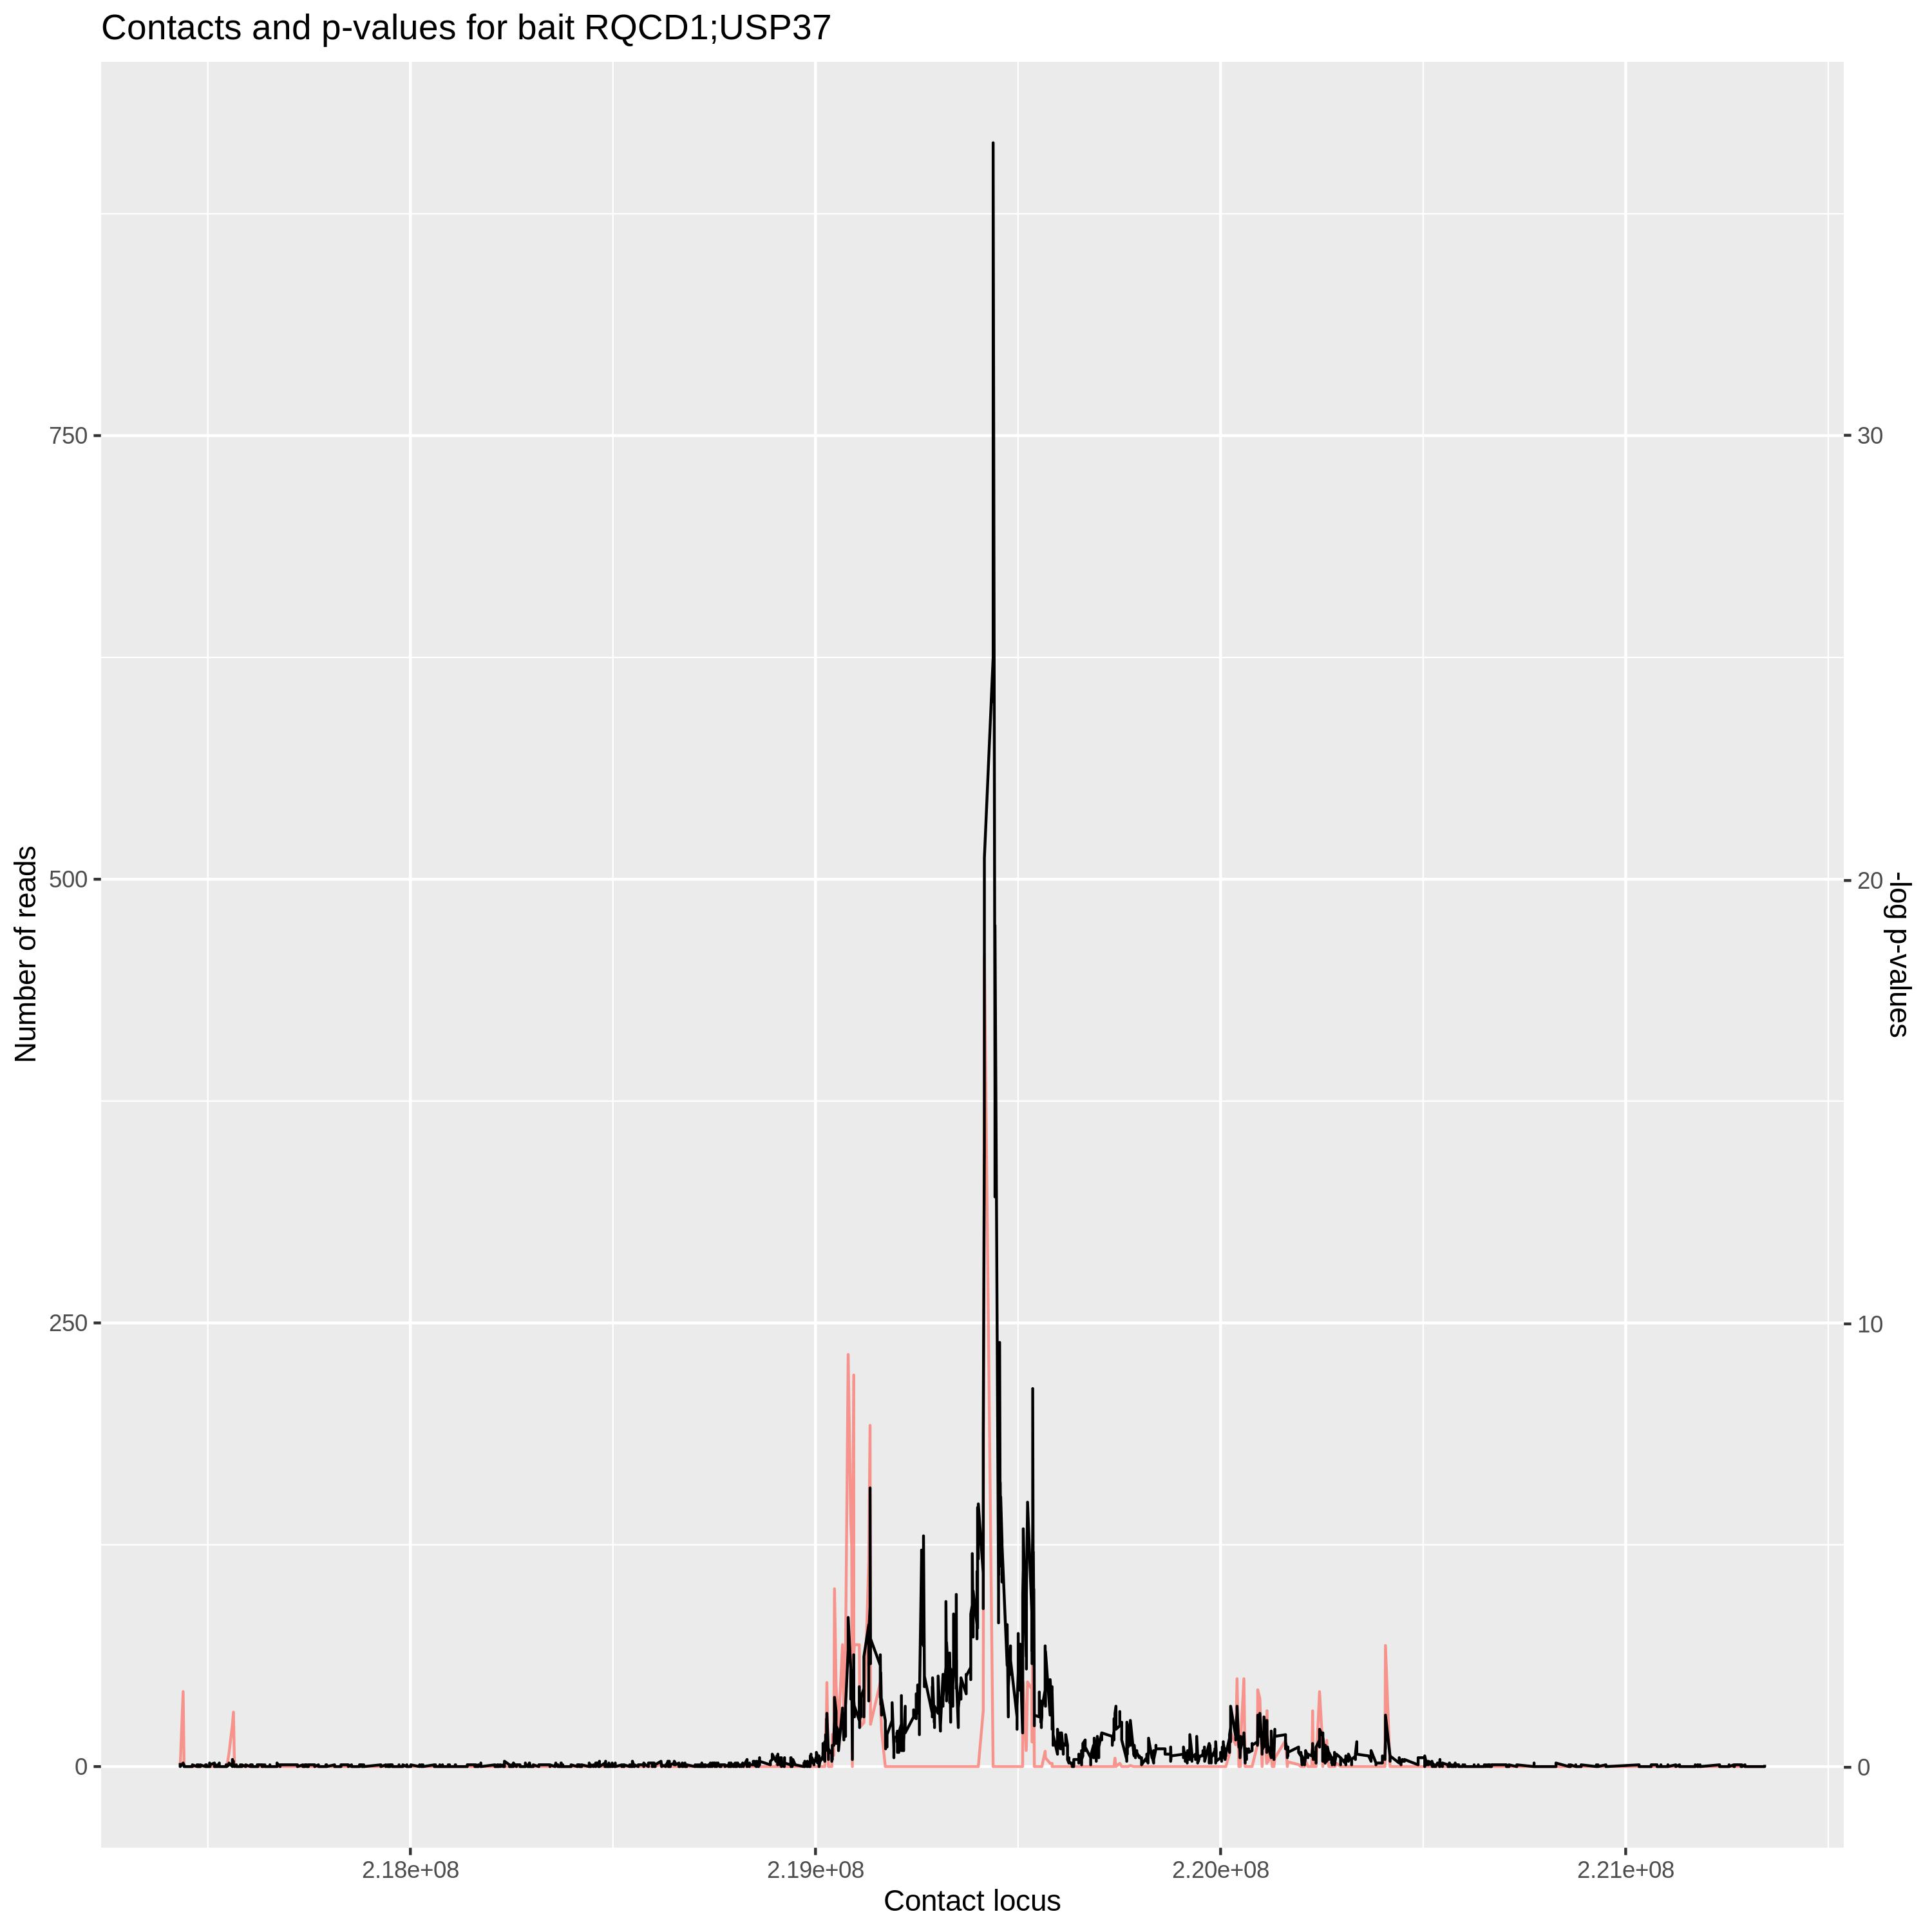 Contacts and p-values for bait RQCD1;USP37
750
500
250
0
30
20
10
0
Number of reads
-log p-values
2.18e+08 2.19e+08 2.20e+08 2.21e+08
Contact locus